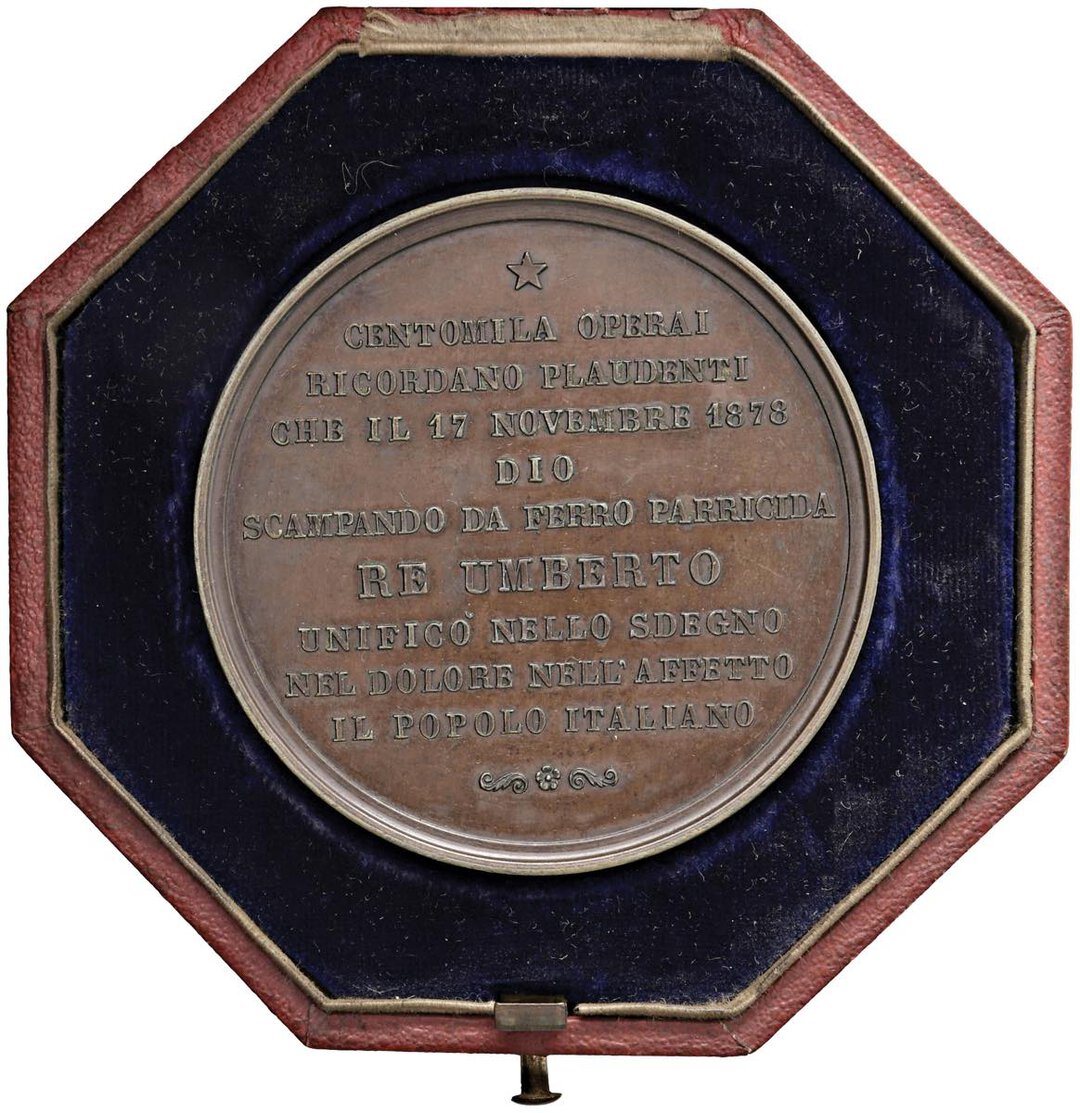 CENTOMILA OPERAI
RICORDANO PLAUDENTI
CHE IL 17 NOVEMBRE 1878
DIO
SCAMPANDO DA FERRO PARRICIDA
RE UMBERTO
UNIFICÒ NELLO SDEGNO
NEL DOLORE NELL'AFFETTO
IL POPOLO ITALIANO